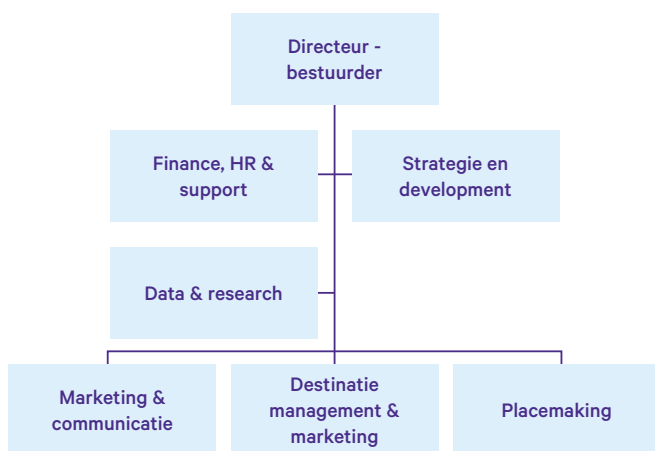 Directeur -
bestuurder
Finance, HR &
support
Strategie en
development
Data & research
Marketing &
communicatie
Destinatie
management &
marketing
Placemaking